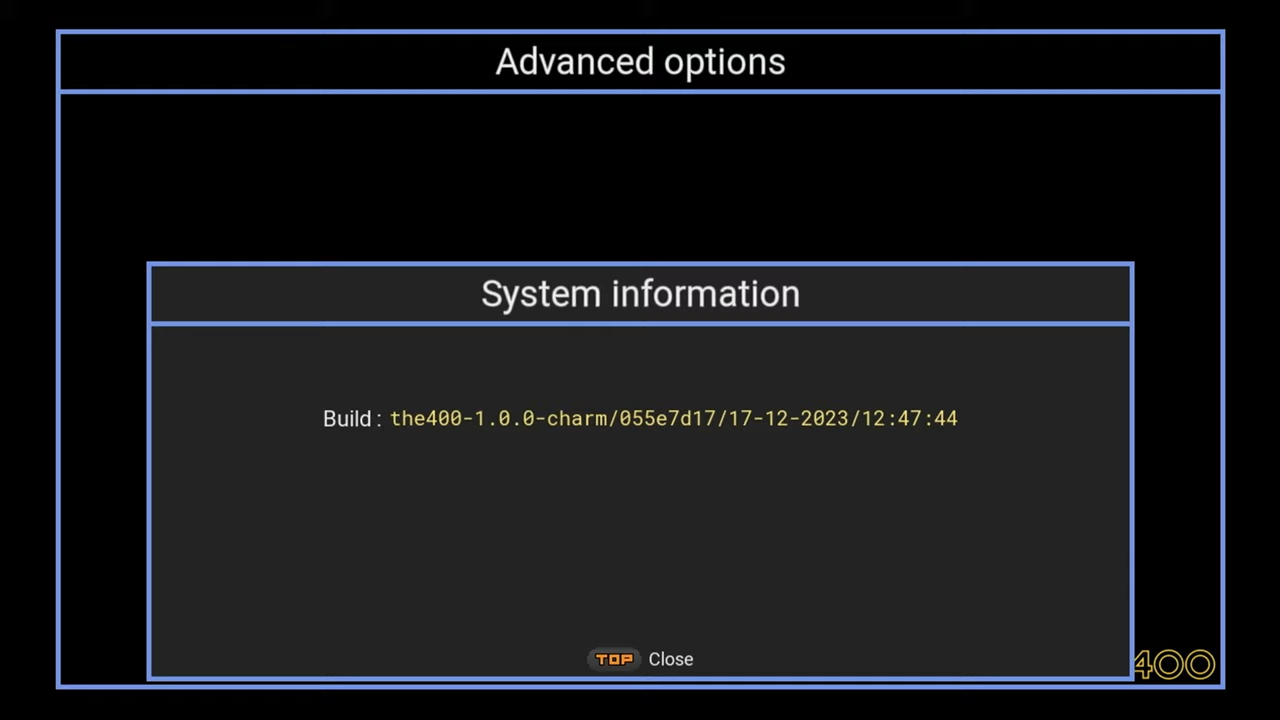 Advanced options
System information
Build: the400-1.0.0-charm/055e7d17/17-12-2023/12:47:44
TOP Close
400